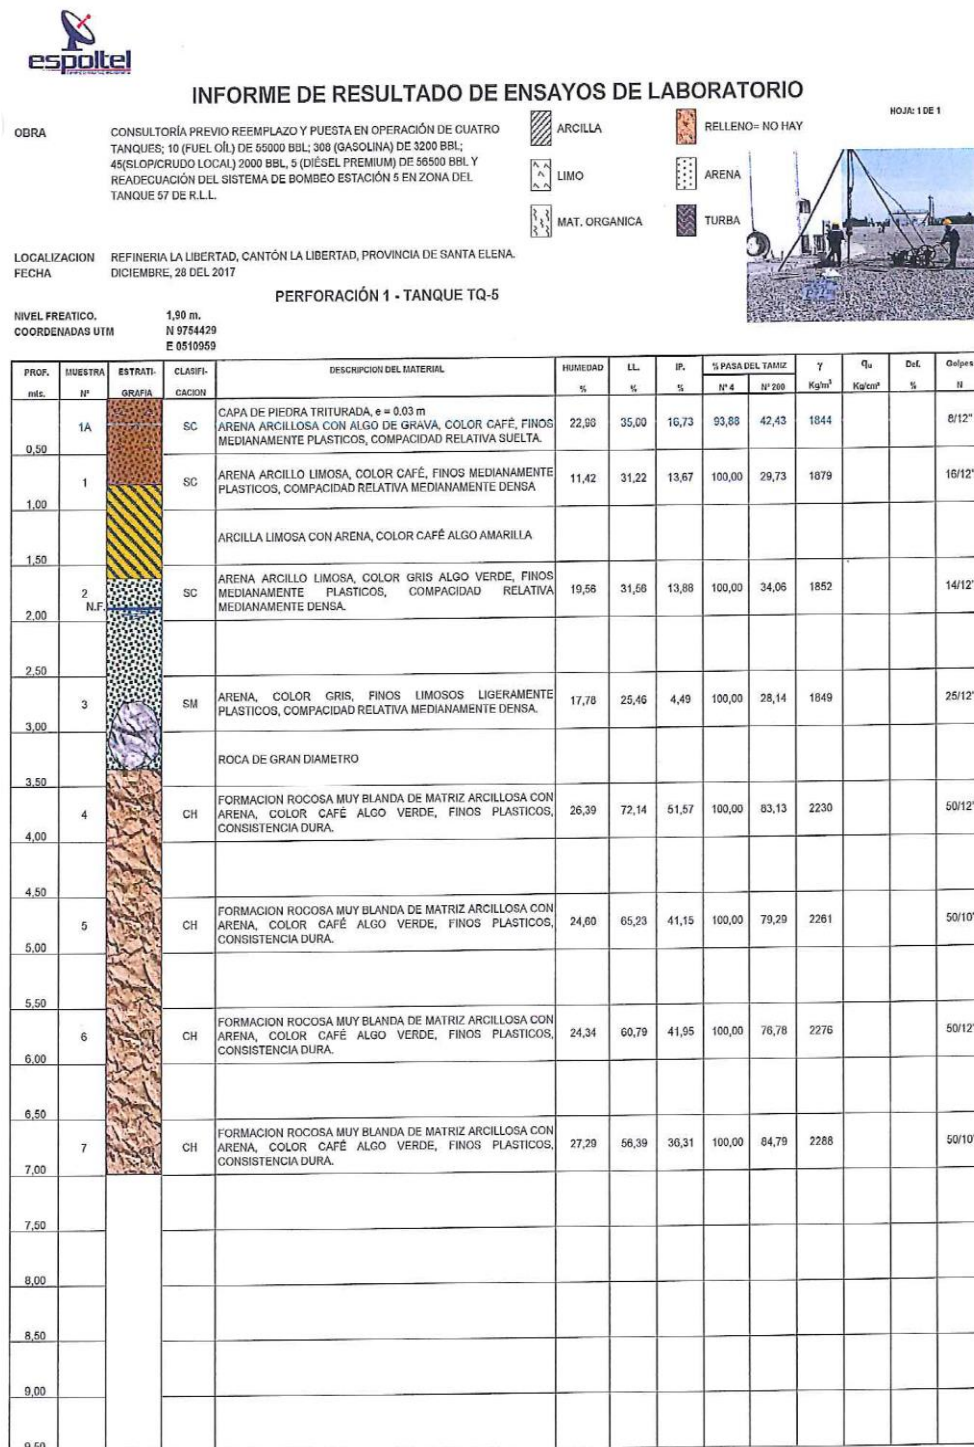 espoltel
INFORME DE RESULTADO DE ENSAYOS DE LABORATORIO
HOJA: 1 DE 1
OBRA CONSULTORÍA PREVIO REEMPLAZO Y PUESTA EN OPERACIÓN DE CUATRO
TANQUES; 10 (FUEL OÍL) DE 55000 BBL; 308 (GASOLINA) DE 3200 BBL;
45(SLOP/CRUDO LOCAL) 2000 BBL, 5 (DIÉSEL PREMIUM) DE 56500 BBL Y
READECUACIÓN DEL SISTEMA DE BOMBEO ESTACIÓN 5 EN ZONA DEL
TANQUE 57 DE R.L.L.
ARCILLA RELLENO= NO HAY
LIMO ARENA
MAT. ORGANICA TURBA
LOCALIZACION REFINERIA LA LIBERTAD, CANTÓN LA LIBERTAD, PROVINCIA DE SANTA ELENA.
FECHA DICIEMBRE, 28 DEL 2017
PERFORACIÓN 1 - TANQUE TQ-5
NIVEL FREATICO. 1,90 m.
COORDENADAS UTM N 9754429
E 0510959
PROF. MUESTRA ESTRATI- CLASIFI- DESCRIPCION DEL MATERIAL HUMEDAD LL. IP. % PASA DEL TAMIZ γ qu Def. Golpes
mts. N° GRAFIA CACION % % % N° 4 N° 200 Kg/m³ Kg/cm² % N
CAPA DE PIEDRA TRITURADA, e = 0.03 m
1A SC ARENA ARCILLOSA CON ALGO DE GRAVA, COLOR CAFÉ, FINOS 22,98 35,00 16,73 93,88 42,43 1844 8/12"
MEDIANAMENTE PLASTICOS, COMPACIDAD RELATIVA SUELTA.
0,50
1 SC ARENA ARCILLO LIMOSA, COLOR CAFÉ, FINOS MEDIANAMENTE 11,42 31,22 13,67 100,00 29,73 1879 16/12"
PLASTICOS, COMPACIDAD RELATIVA MEDIANAMENTE DENSA
1,00
ARCILLA LIMOSA CON ARENA, COLOR CAFÉ ALGO AMARILLA
1,50
ARENA ARCILLO LIMOSA, COLOR GRIS ALGO VERDE, FINOS
2 SC MEDIANAMENTE PLASTICOS, COMPACIDAD RELATIVA 19,56 31,56 13,88 100,00 34,06 1852 14/12"
N.F. MEDIANAMENTE DENSA.
2,00
2,50
3 SM ARENA, COLOR GRIS, FINOS LIMOSOS LIGERAMENTE 17,78 25,46 4,49 100,00 28,14 1849 25/12"
PLASTICOS, COMPACIDAD RELATIVA MEDIANAMENTE DENSA.
3,00
ROCA DE GRAN DIAMETRO
3,50
FORMACION ROCOSA MUY BLANDA DE MATRIZ ARCILLOSA CON
4 CH ARENA, COLOR CAFÉ ALGO VERDE, FINOS PLASTICOS, 26,39 72,14 51,57 100,00 83,13 2230 50/12"
CONSISTENCIA DURA.
4,00
4,50
FORMACION ROCOSA MUY BLANDA DE MATRIZ ARCILLOSA CON
5 CH ARENA, COLOR CAFÉ ALGO VERDE, FINOS PLASTICOS, 24,60 65,23 41,15 100,00 79,29 2261 50/10"
CONSISTENCIA DURA.
5,00
5,50
FORMACION ROCOSA MUY BLANDA DE MATRIZ ARCILLOSA CON
6 CH ARENA, COLOR CAFÉ ALGO VERDE, FINOS PLASTICOS, 24,34 60,79 41,95 100,00 76,78 2276 50/12"
CONSISTENCIA DURA.
6,00
6,50
FORMACION ROCOSA MUY BLANDA DE MATRIZ ARCILLOSA CON
7 CH ARENA, COLOR CAFÉ ALGO VERDE, FINOS PLASTICOS, 27,29 56,39 36,31 100,00 84,79 2288 50/10"
CONSISTENCIA DURA.
7,00
7,50
8,00
8,50
9,00
9,50